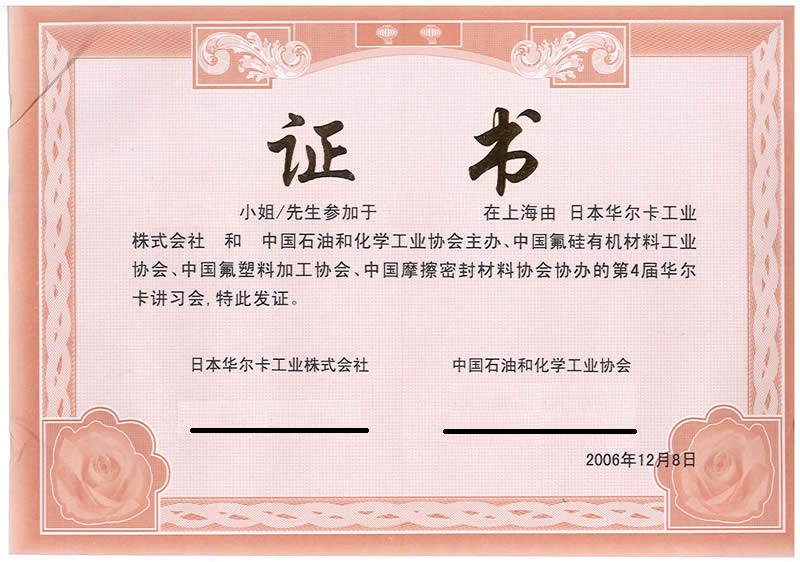 证 书
小姐/先生参加于 在上海由 日本华尔卡工业
株式会社 和 中国石油和化学工业协会主办、中国氟硅有机材料工业
协会、中国氟塑料加工协会、中国摩擦密封材料协会协办的第4届华尔
卡讲习会,特此发证。
日本华尔卡工业株式会社 中国石油和化学工业协会
2006年12月8日